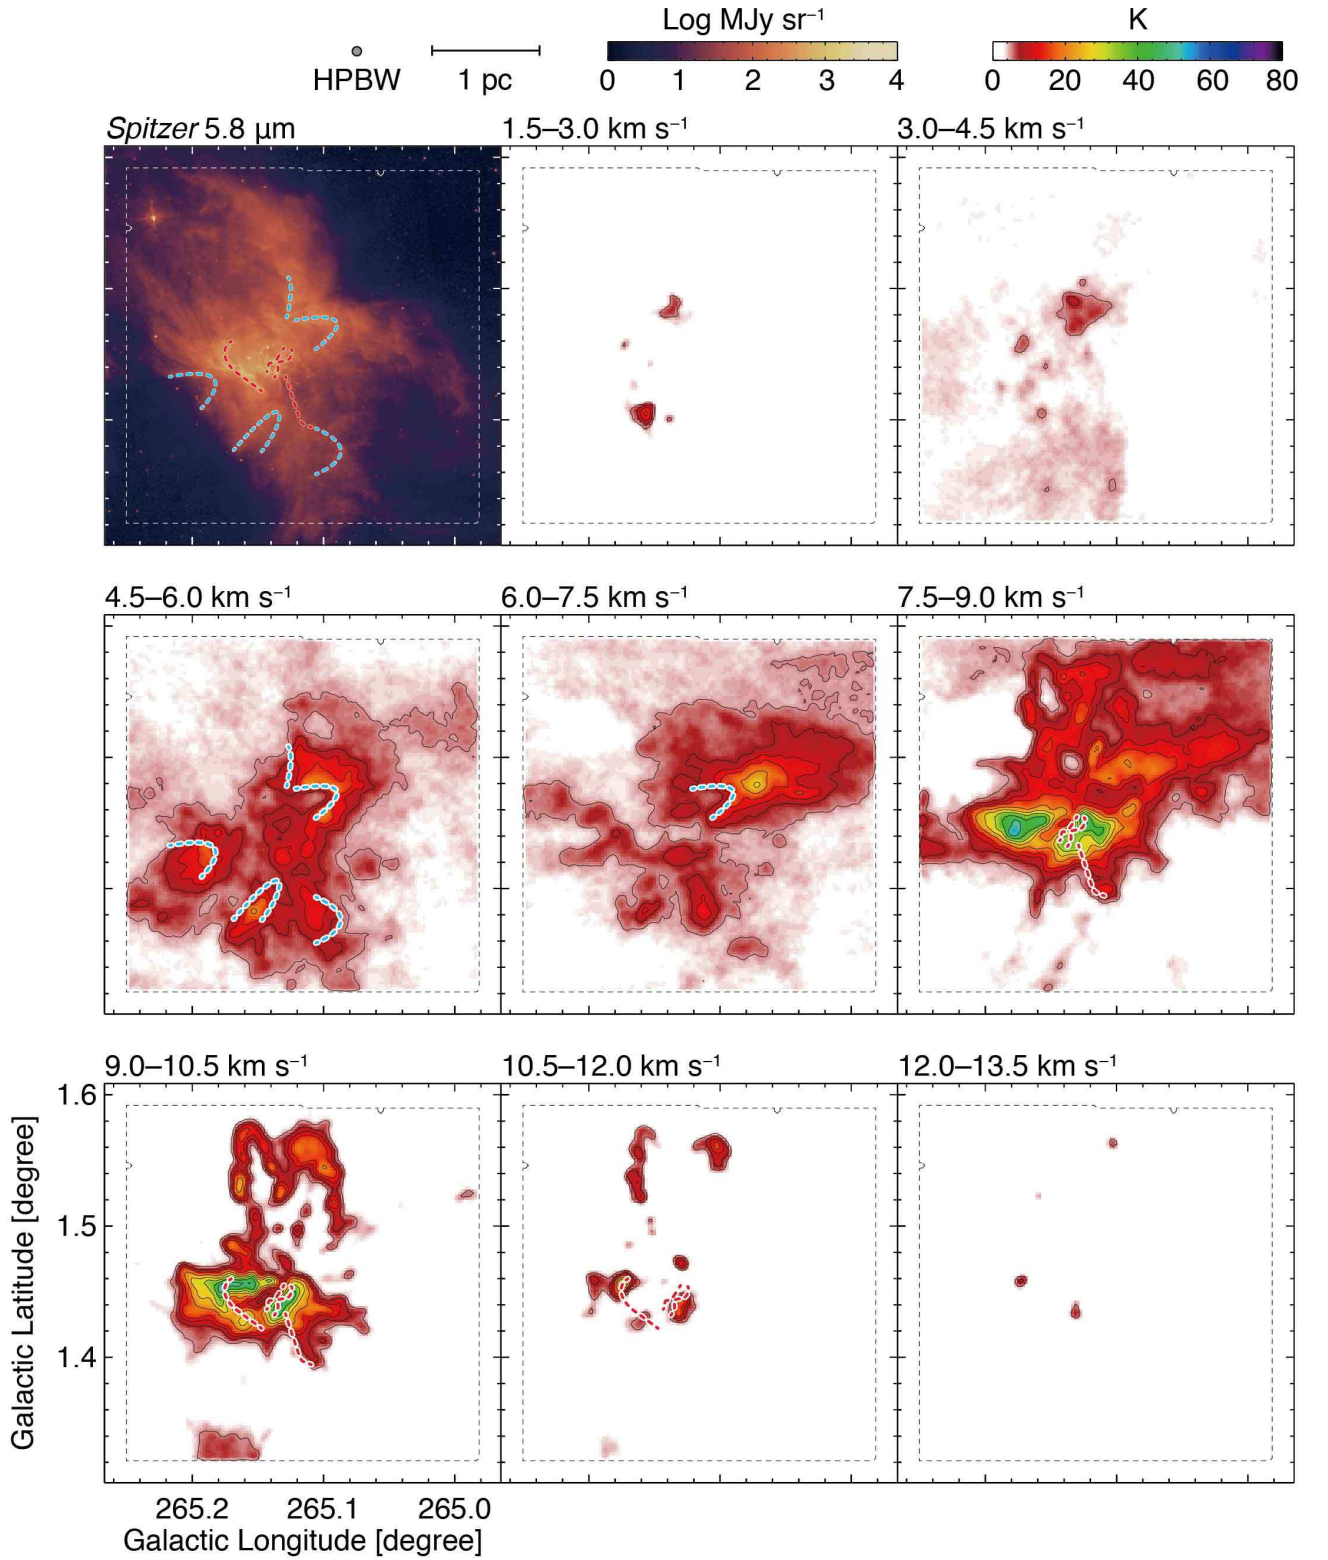 Log MJy sr⁻¹
K
HPBW
1 pc
0 1 2 3 4
0 20 40 60 80
Spitzer 5.8 µm
1.5–3.0 km s⁻¹
3.0–4.5 km s⁻¹
4.5–6.0 km s⁻¹
6.0–7.5 km s⁻¹
7.5–9.0 km s⁻¹
9.0–10.5 km s⁻¹
10.5–12.0 km s⁻¹
12.0–13.5 km s⁻¹
1.6
1.5
1.4
Galactic Latitude [degree]
265.2 265.1 265.0
Galactic Longitude [degree]